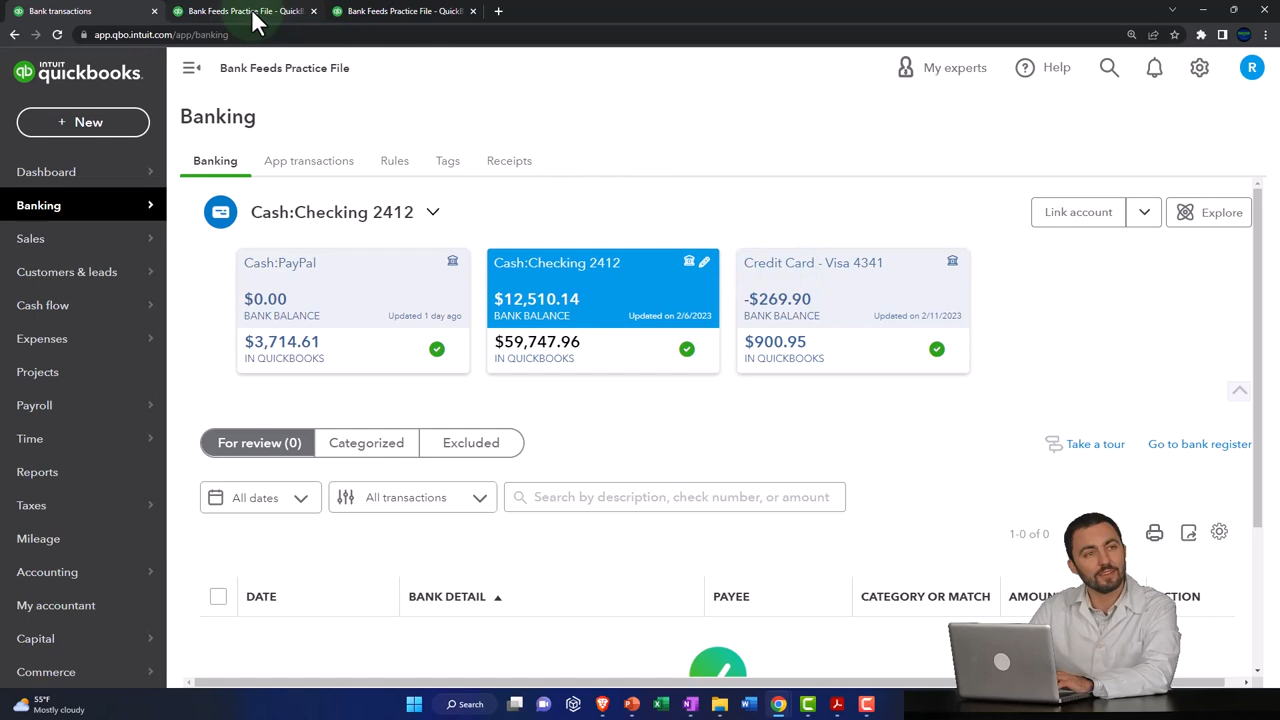 Bank transactions
Bank Feeds Practice File - QuickB
Bank Feeds Practice File - QuickB
app.qbo.intuit.com/app/banking
INTUIT
quickbooks.
Bank Feeds Practice File
My experts
Help
R
+ New
Dashboard
Banking
Sales
Customers & leads
Cash flow
Expenses
Projects
Payroll
Time
Reports
Taxes
Mileage
Accounting
My accountant
Capital
Commerce
Banking
Banking
App transactions
Rules
Tags
Receipts
Cash:Checking 2412
Link account
Explore
Cash:PayPal
$0.00
BANK BALANCE
Updated 1 day ago
$3,714.61
IN QUICKBOOKS
Cash:Checking 2412
$12,510.14
BANK BALANCE
Updated on 2/6/2023
$59,747.96
IN QUICKBOOKS
Credit Card - Visa 4341
-$269.90
BANK BALANCE
Updated on 2/11/2023
$900.95
IN QUICKBOOKS
For review (0)
Categorized
Excluded
Take a tour
Go to bank register
All dates
All transactions
Search by description, check number, or amount
1-0 of 0
DATE
BANK DETAIL
PAYEE
CATEGORY OR MATCH
55°F
Mostly cloudy
Search